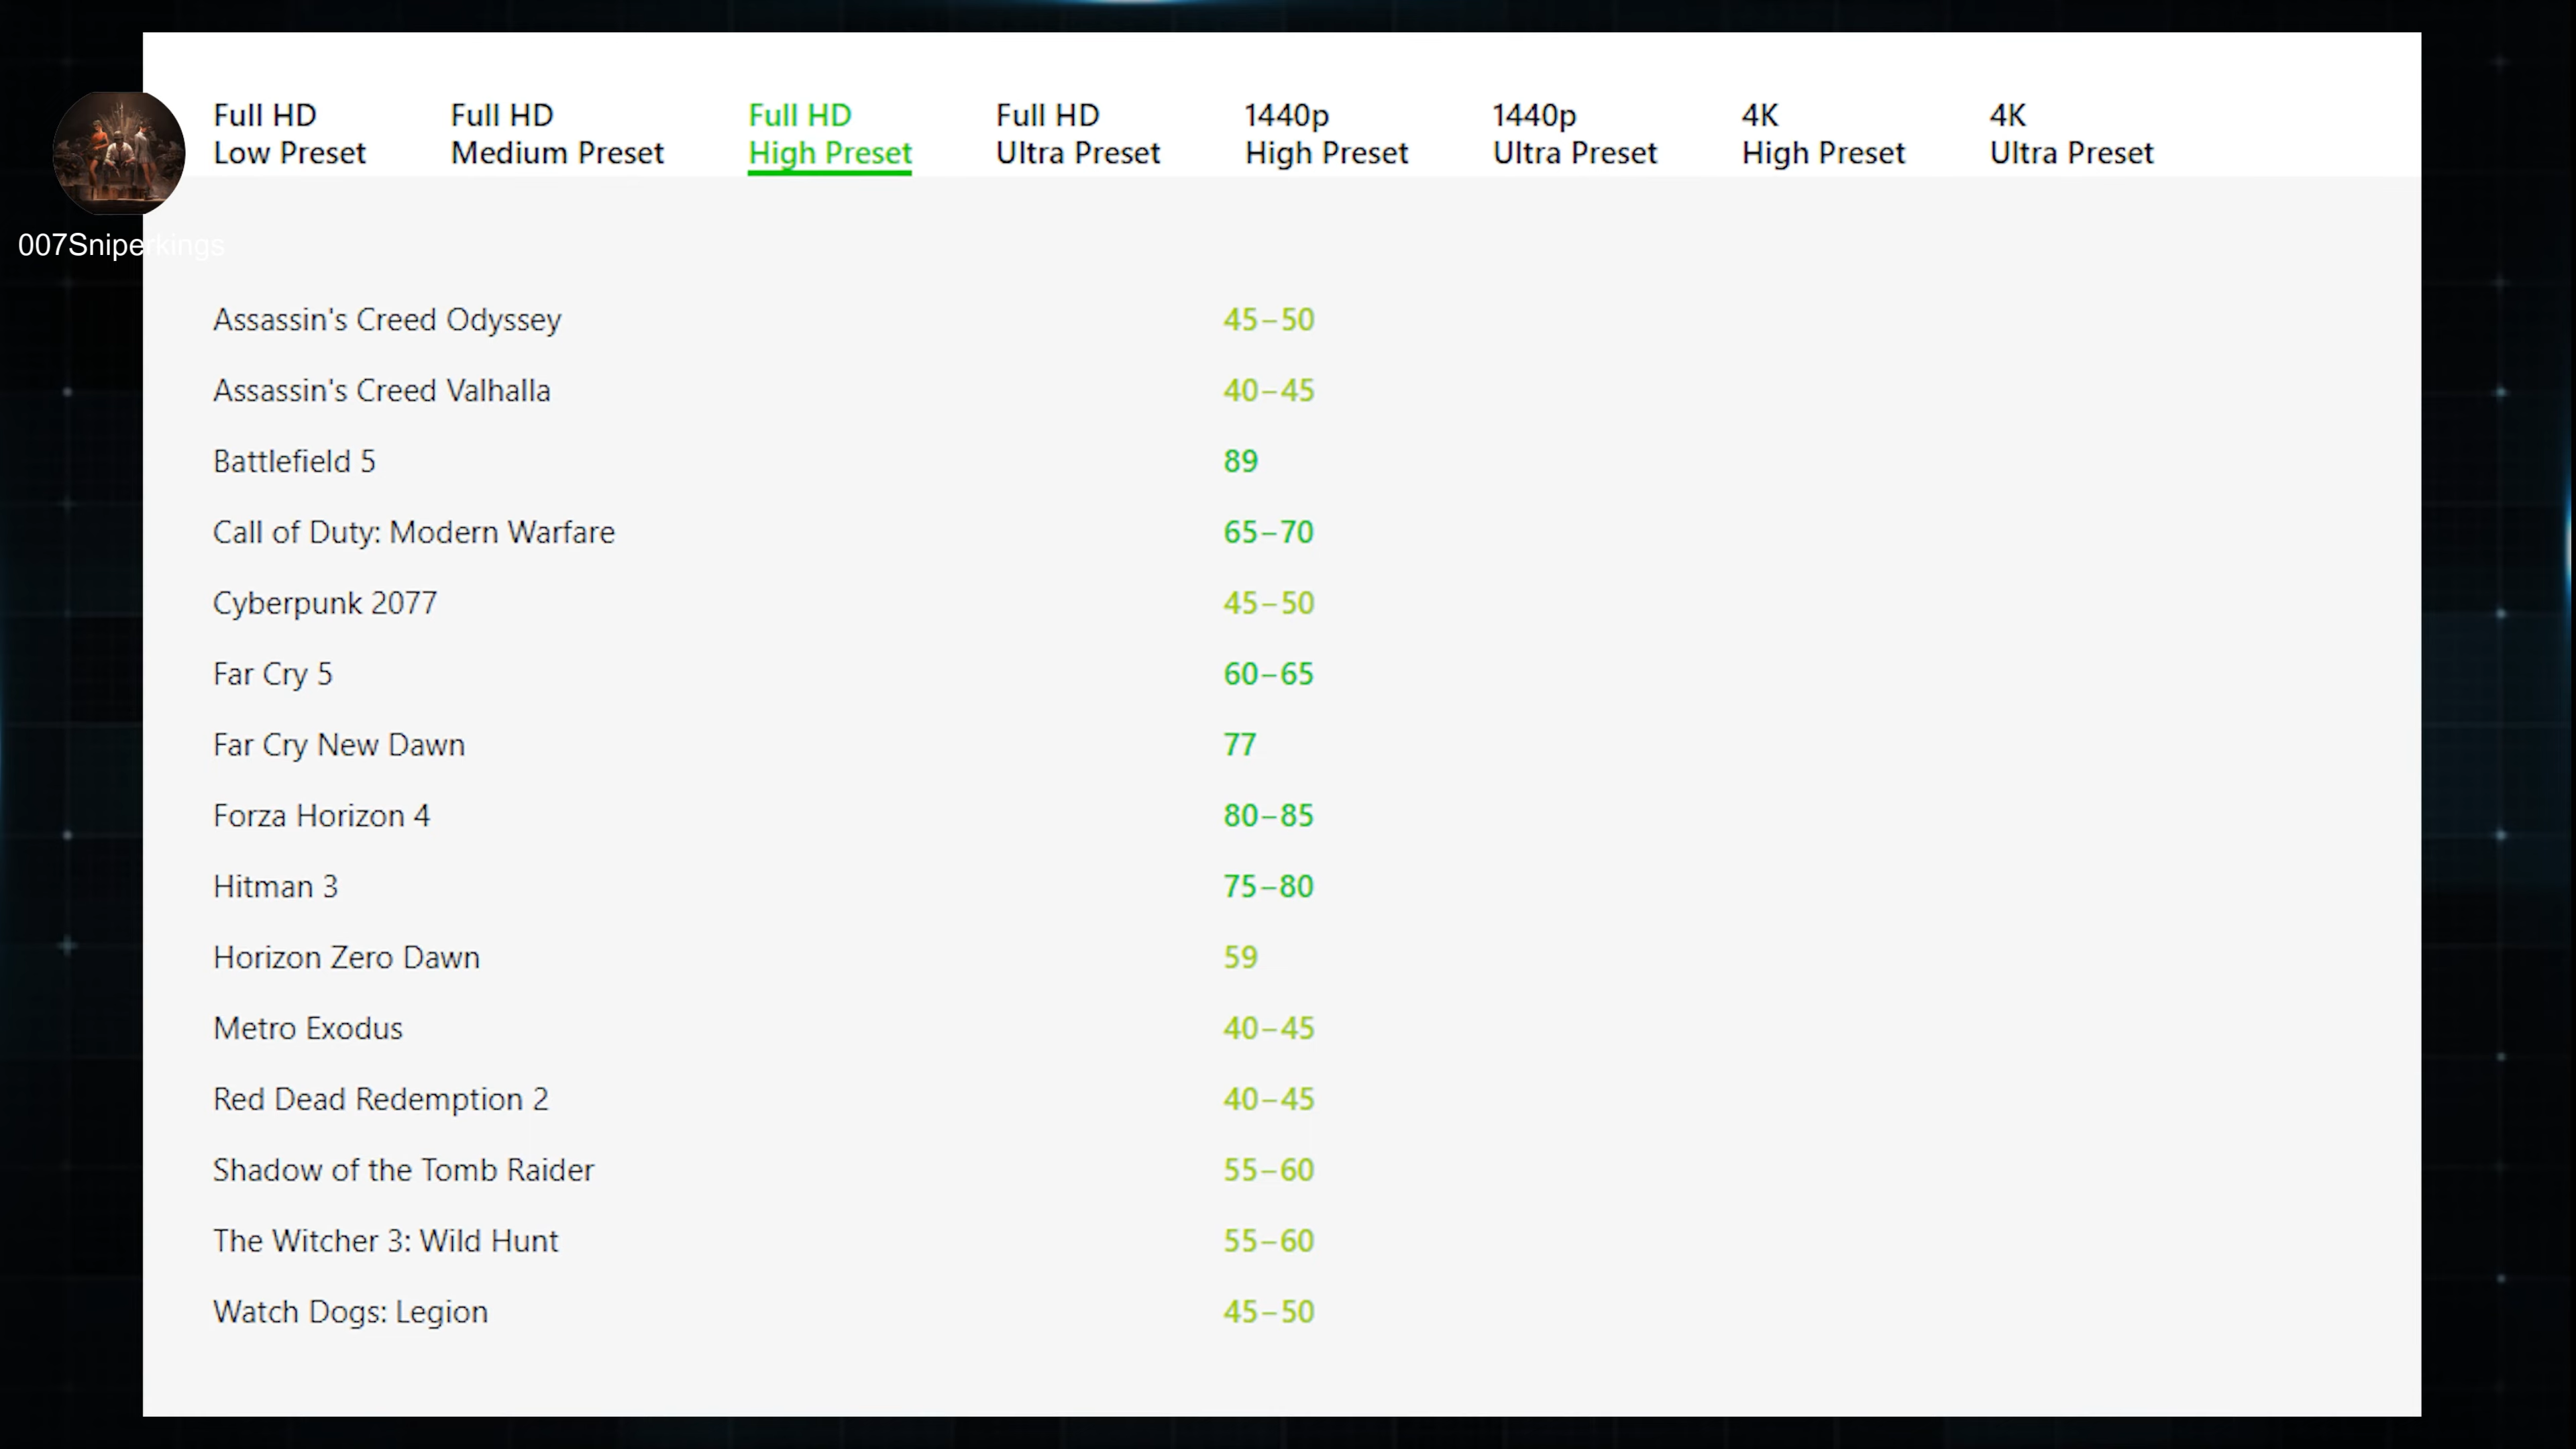 Full HD
Low Preset
Full HD
Medium Preset
Full HD
High Preset
Full HD
Ultra Preset
1440p
High Preset
1440p
Ultra Preset
4K
High Preset
4K
Ultra Preset
007Sniperkings
Assassin's Creed Odyssey 45–50
Assassin's Creed Valhalla 40–45
Battlefield 5 89
Call of Duty: Modern Warfare 65–70
Cyberpunk 2077 45–50
Far Cry 5 60–65
Far Cry New Dawn 77
Forza Horizon 4 80–85
Hitman 3 75–80
Horizon Zero Dawn 59
Metro Exodus 40–45
Red Dead Redemption 2 40–45
Shadow of the Tomb Raider 55–60
The Witcher 3: Wild Hunt 55–60
Watch Dogs: Legion 45–50